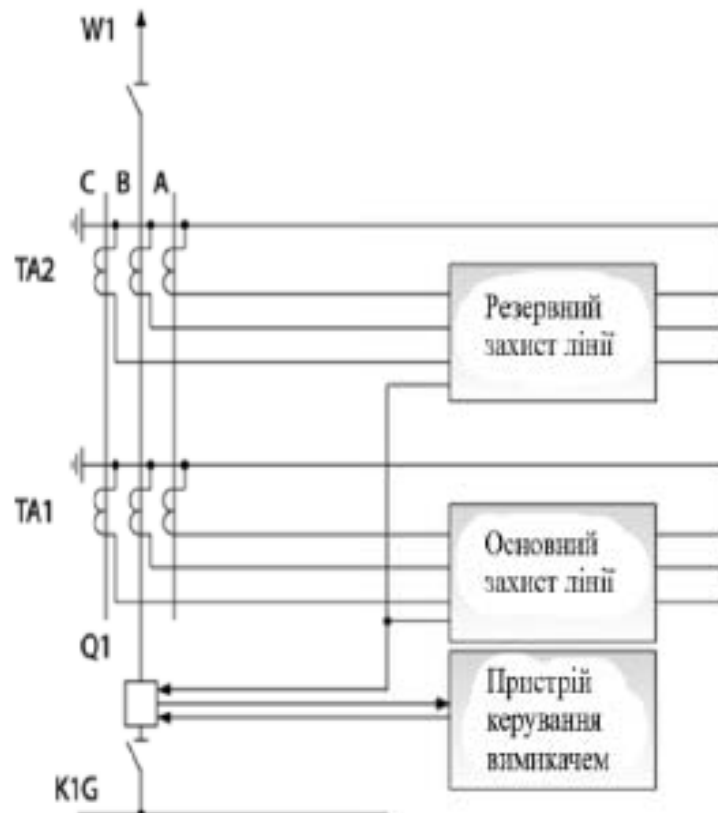 W1
C B A
TA2
Резервний
захист лінії
TA1
Основний
захист лінії
Q1
Пристрій
керування
вимикачем
K1G